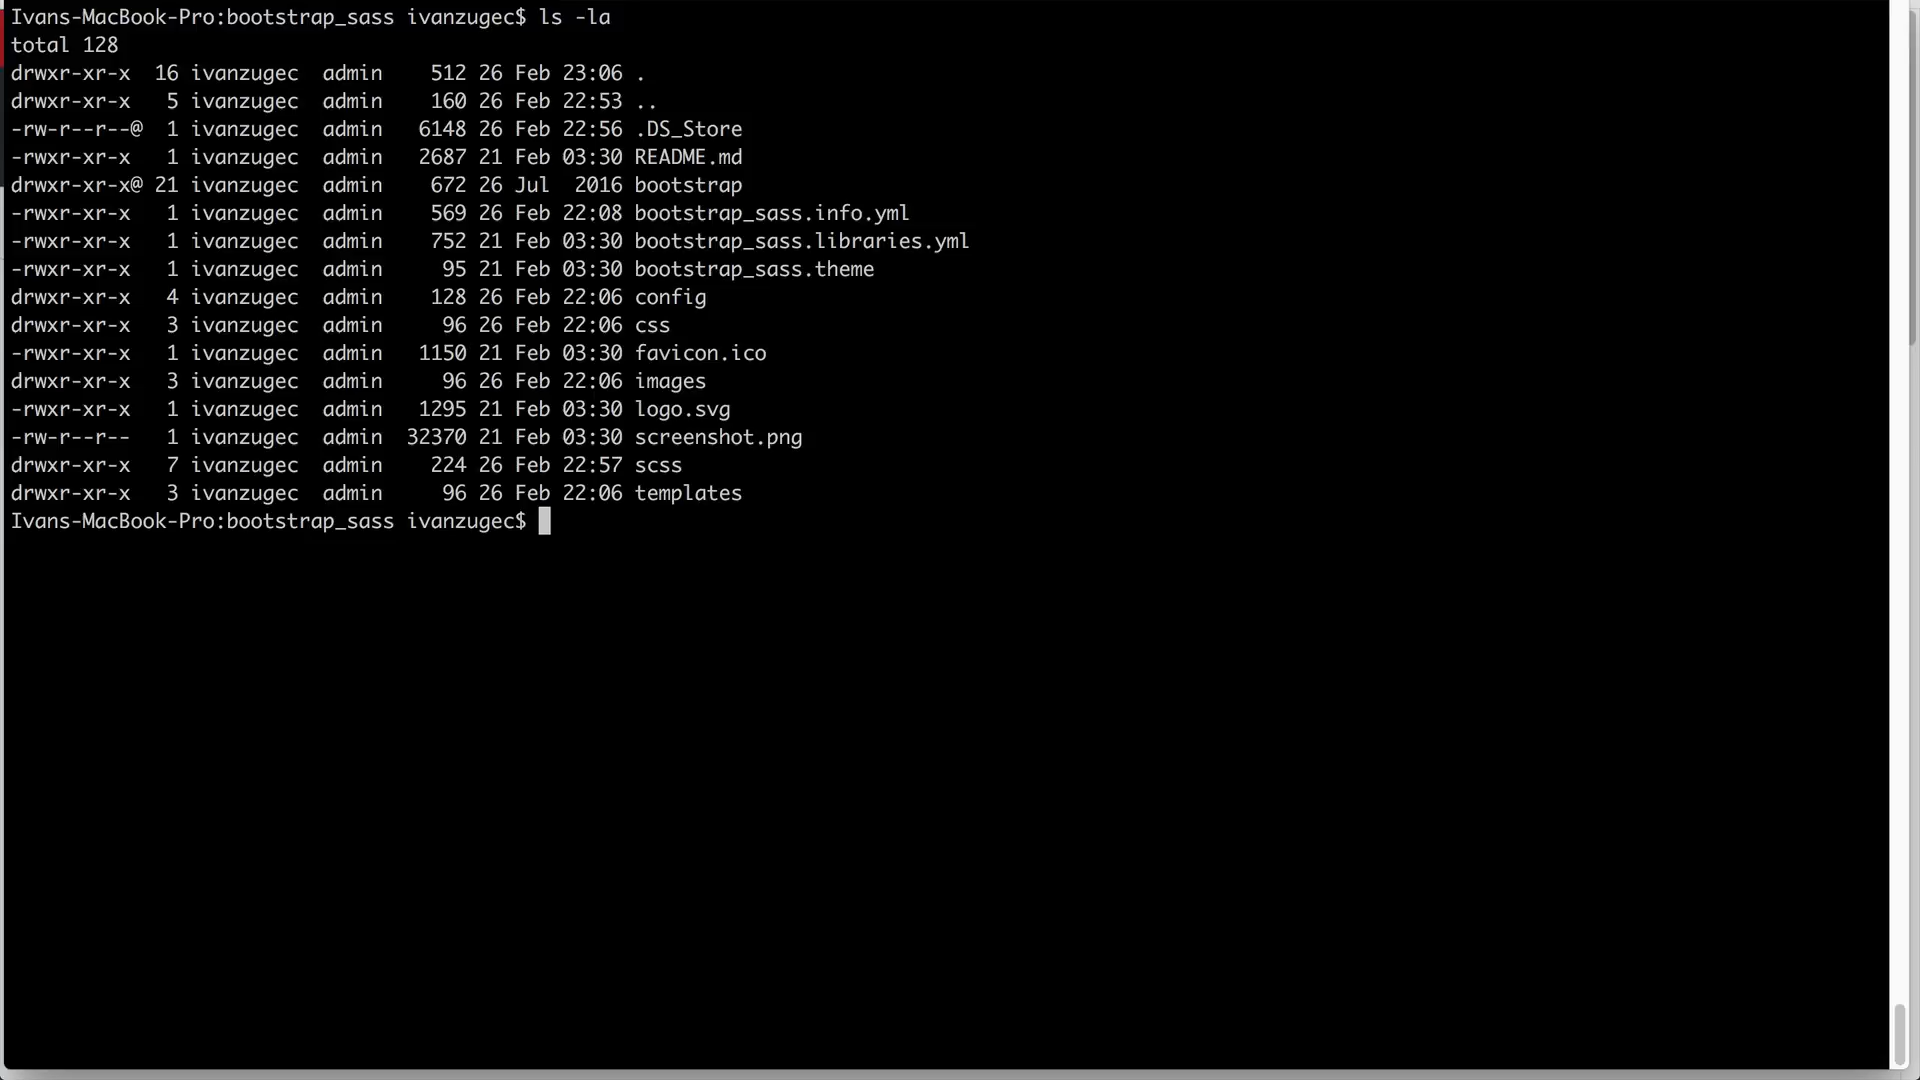 Ivans-MacBook-Pro:bootstrap_sass ivanzugec$ ls -la
total 128
drwxr-xr-x  16 ivanzugec  admin    512 26 Feb 23:06 .
drwxr-xr-x   5 ivanzugec  admin    160 26 Feb 22:53 ..
-rw-r--r--@  1 ivanzugec  admin   6148 26 Feb 22:56 .DS_Store
-rwxr-xr-x   1 ivanzugec  admin   2687 21 Feb 03:30 README.md
drwxr-xr-x@ 21 ivanzugec  admin    672 26 Jul  2016 bootstrap
-rwxr-xr-x   1 ivanzugec  admin    569 26 Feb 22:08 bootstrap_sass.info.yml
-rwxr-xr-x   1 ivanzugec  admin    752 21 Feb 03:30 bootstrap_sass.libraries.yml
-rwxr-xr-x   1 ivanzugec  admin     95 21 Feb 03:30 bootstrap_sass.theme
drwxr-xr-x   4 ivanzugec  admin    128 26 Feb 22:06 config
drwxr-xr-x   3 ivanzugec  admin     96 26 Feb 22:06 css
-rwxr-xr-x   1 ivanzugec  admin   1150 21 Feb 03:30 favicon.ico
drwxr-xr-x   3 ivanzugec  admin     96 26 Feb 22:06 images
-rwxr-xr-x   1 ivanzugec  admin   1295 21 Feb 03:30 logo.svg
-rw-r--r--   1 ivanzugec  admin  32370 21 Feb 03:30 screenshot.png
drwxr-xr-x   7 ivanzugec  admin    224 26 Feb 22:57 scss
drwxr-xr-x   3 ivanzugec  admin     96 26 Feb 22:06 templates
Ivans-MacBook-Pro:bootstrap_sass ivanzugec$